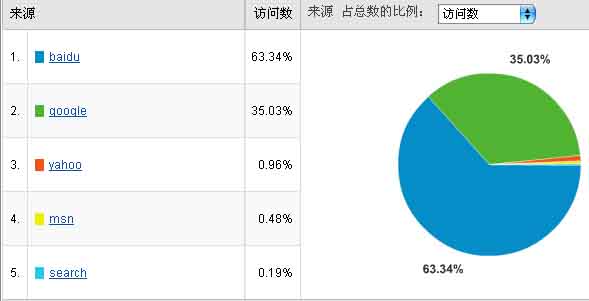 来源 访问数 来源 占总数的比例： 访问数
1. baidu 63.34%
2. google 35.03%
3. yahoo 0.96%
4. msn 0.48%
5. search 0.19%
35.03%
63.34%